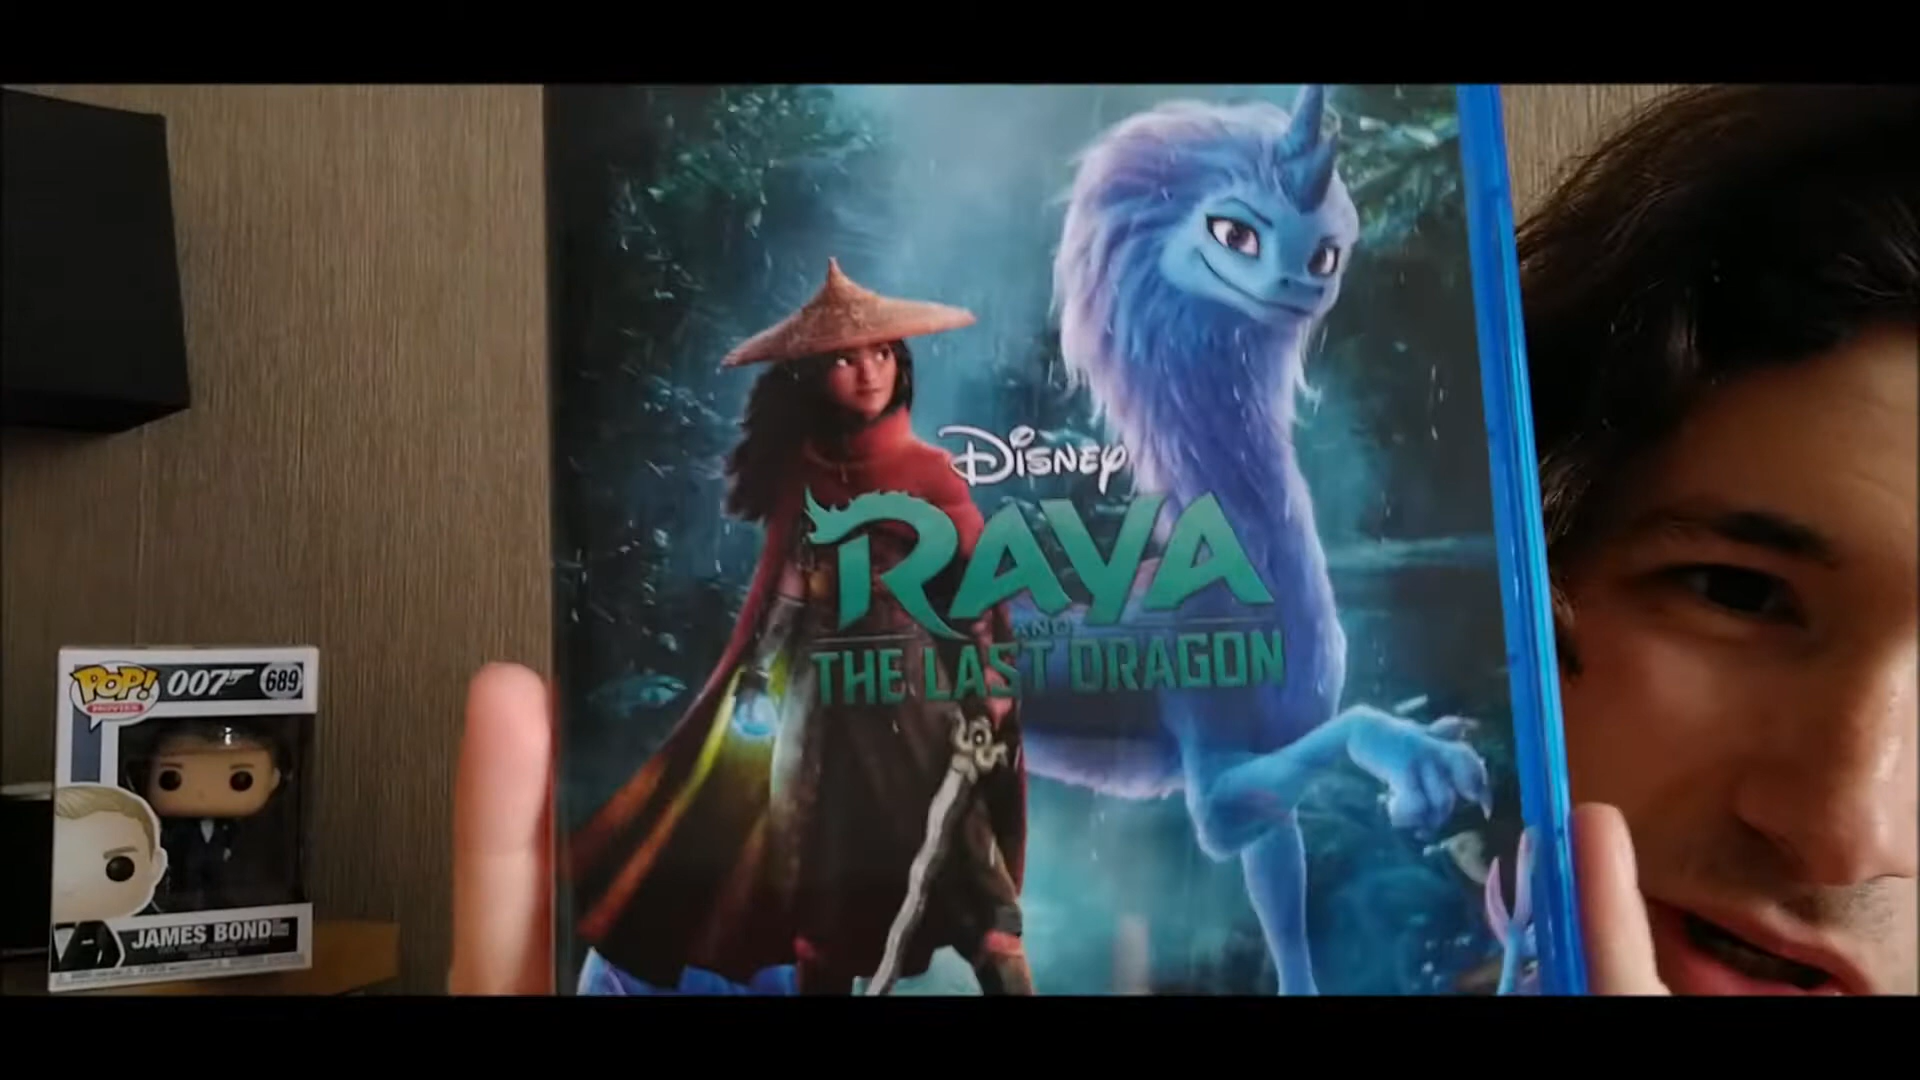 DISNEY
RAYA
AND
THE LAST DRAGON
POP! 007 689
MOVIES
JAMES BOND